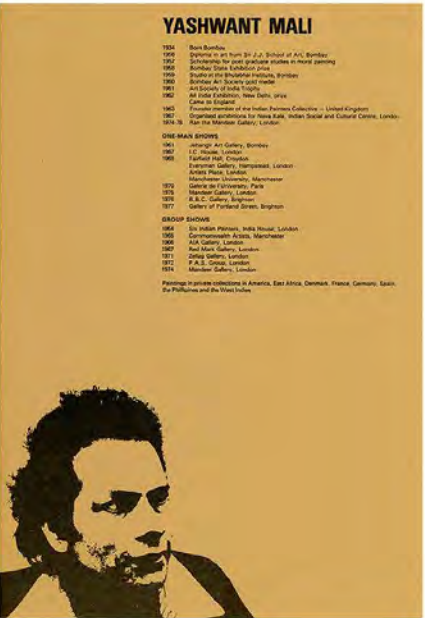 YASHWANT MALI
1934 Born Bombay
1956 Diploma in art from Sir J.J. School of Art, Bombay
1957 Scholarship for post graduate studies in mural painting
1958 Bombay State Exhibition prize
1959 Studio at the Bhulabhai Institute, Bombay
1960 Bombay Art Society gold medal
1961 Art Society of India Trophy
1962 All India Exhibition, New Delhi, prize
Came to England
1963 Founder member of the Indian Painters Collective – United Kingdom
1967 Organised exhibitions for Nava Kala, Indian Social and Cultural Centre, London
1974-76 Ran the Mandeer Gallery, London
ONE-MAN SHOWS
1961 Jehangir Art Gallery, Bombay
1967 I.C. House, London
1969 Fairfield Hall, Croydon
Everyman Gallery, Hampstead, London
Artists Place, London
Manchester University, Manchester
1970 Galerie de l'Université, Paris
1976 Mandeer Gallery, London
1976 B.B.C. Gallery, Brighton
1977 Gallery of Portland Street, Brighton
GROUP SHOWS
1964 Six Indian Painters, India House, London
1965 Commonwealth Artists, Manchester
1966 AIA Gallery, London
1967 Red Mark Gallery, London
1971 Gallery, London
1972 P.A.S. Group, London
1974 Mandeer Gallery, London
Paintings in private collections in America, East Africa, Denmark, France, Germany, Spain,
the Phillipines and the West Indies